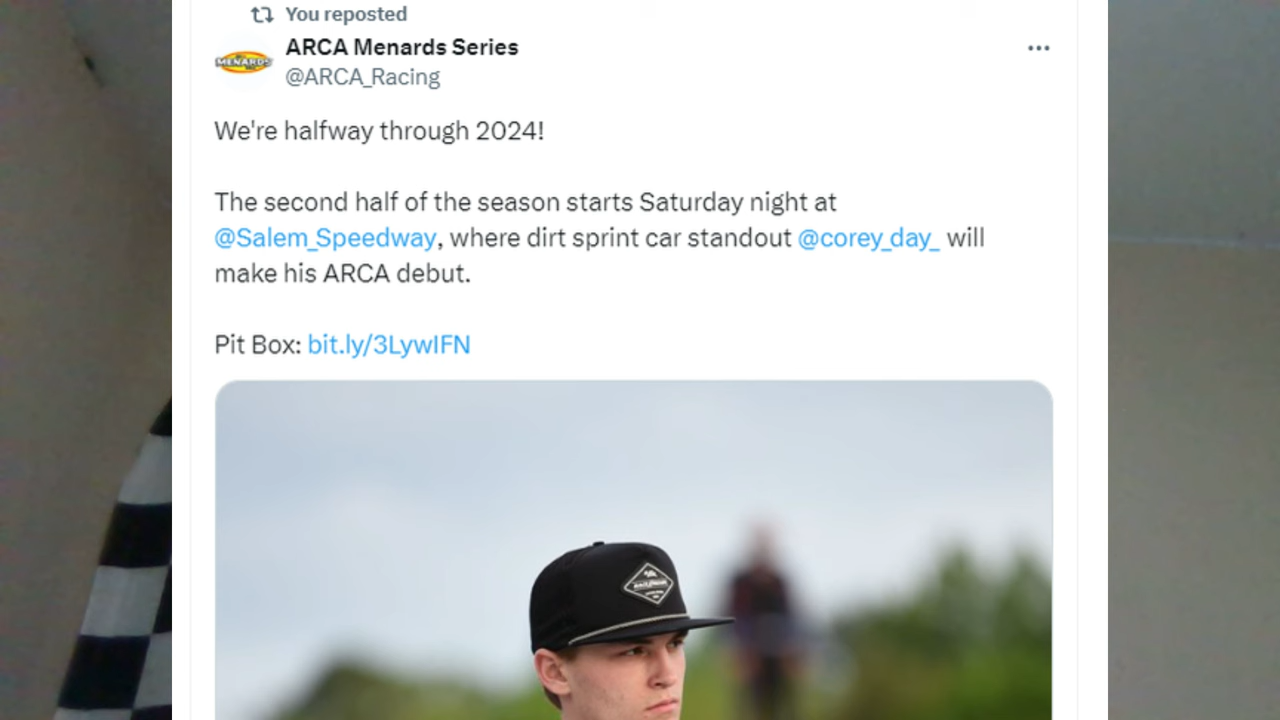 You reposted
MENARDS
ARCA Menards Series
@ARCA_Racing
We're halfway through 2024!
The second half of the season starts Saturday night at
@Salem_Speedway, where dirt sprint car standout @corey_day_ will
make his ARCA debut.
Pit Box: bit.ly/3LywIFN